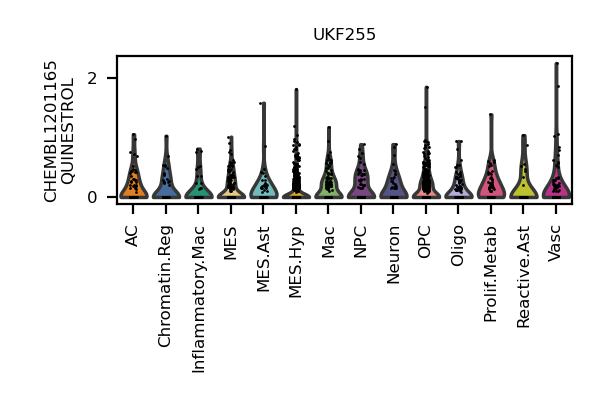 UKF255
CHEMBL1201165
QUINESTROL
2
0
AC
Chromatin.Reg
Inflammatory.Mac
MES
MES.Ast
MES.Hyp
Mac
NPC
Neuron
OPC
Oligo
Prolif.Metab
Reactive.Ast
Vasc